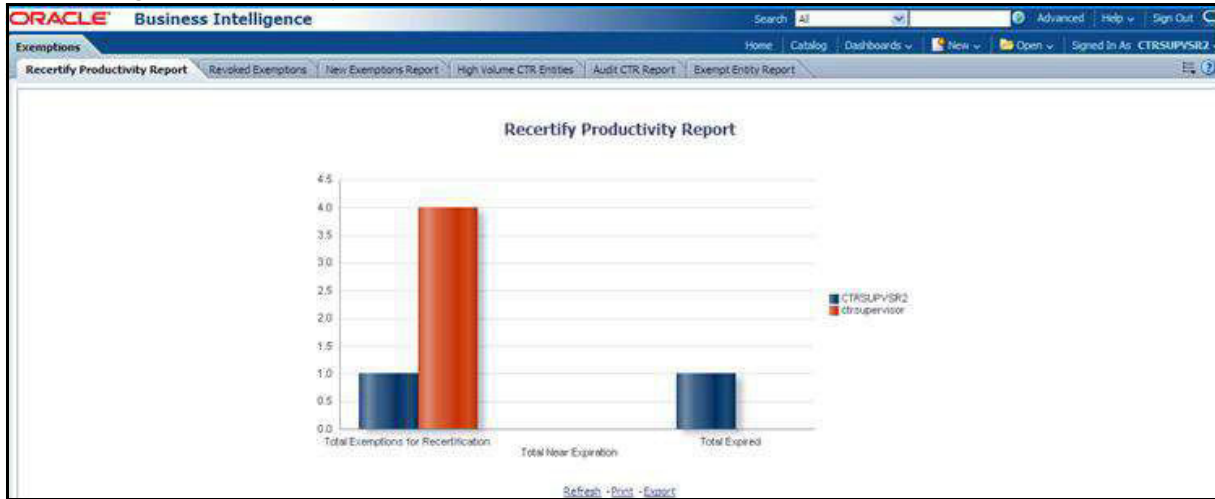 ORACLE Business Intelligence
Search All Advanced Help Sign Out
Exemptions
Home Catalog Dashboards New Open Signed In As CTRSUPVSR2
Recertify Productivity Report Revoked Exemptions New Exemptions Report High Volume CTR Entities Audit CTR Report Exempt Entity Report
Recertify Productivity Report
4.5
4.0
3.5
3.0
2.5
2.0
1.5
1.0
0.5
0.0
CTRSUPVSR2
ctrsupervisor
Total Exemptions for Recertification
Total Near Expiration
Total Expired
Refresh - Print - Export